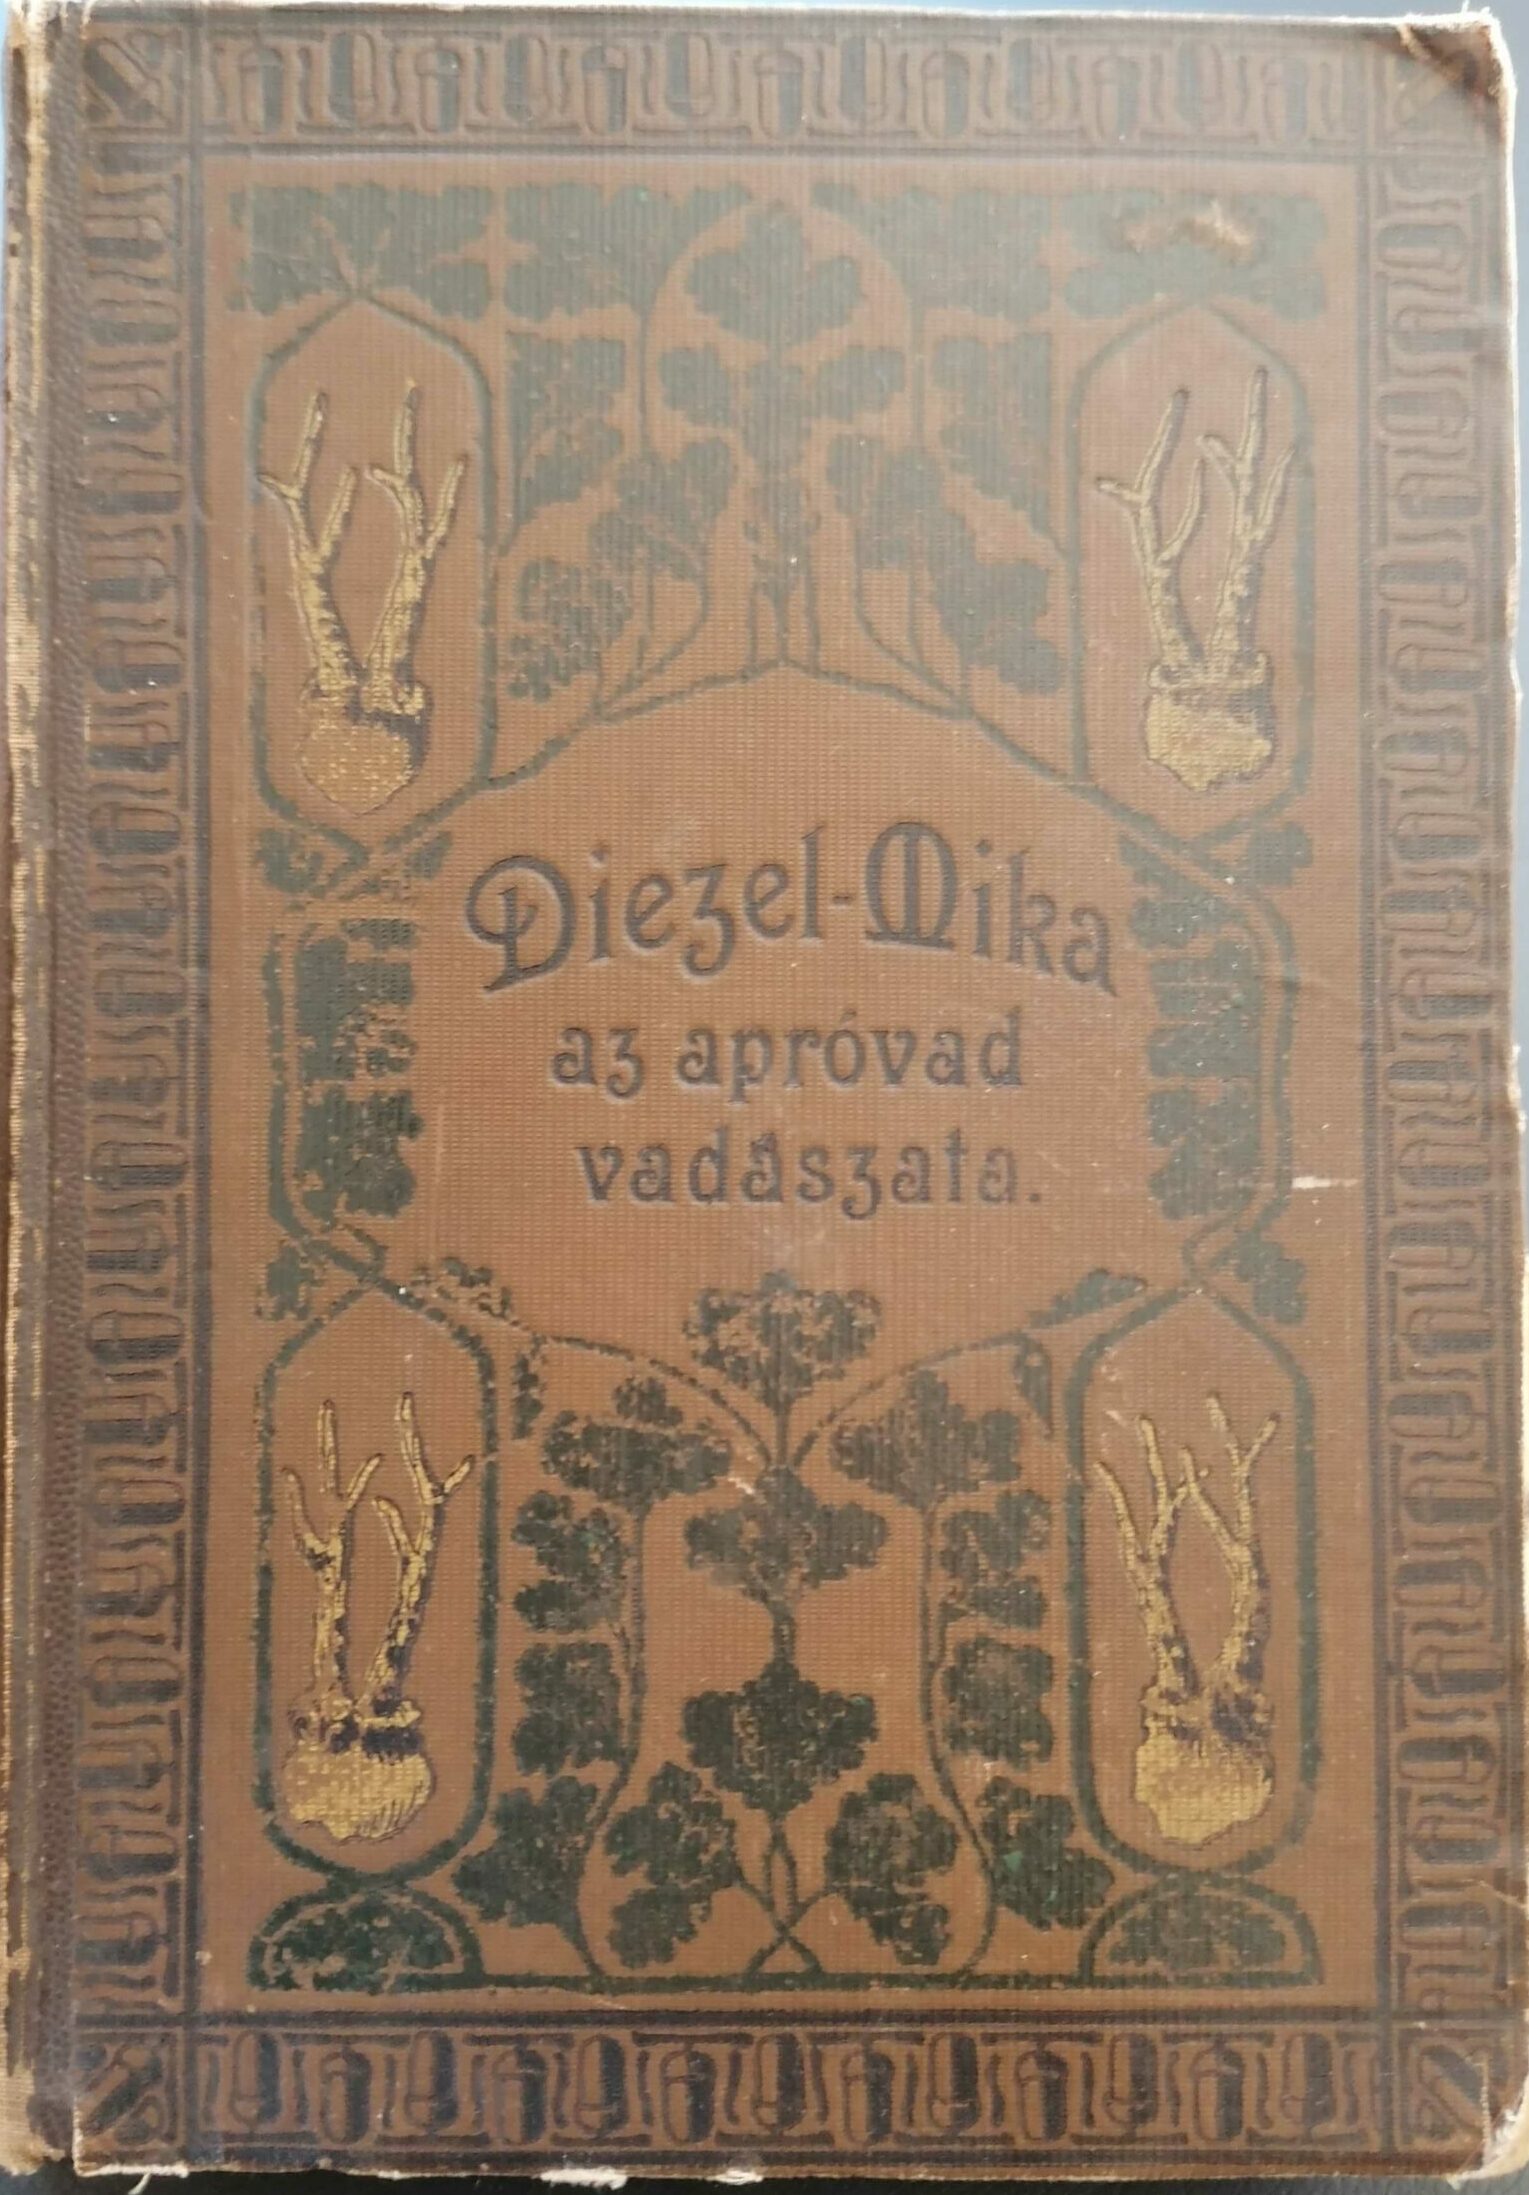 Diezel-Mika
az apróvad
vadászata.